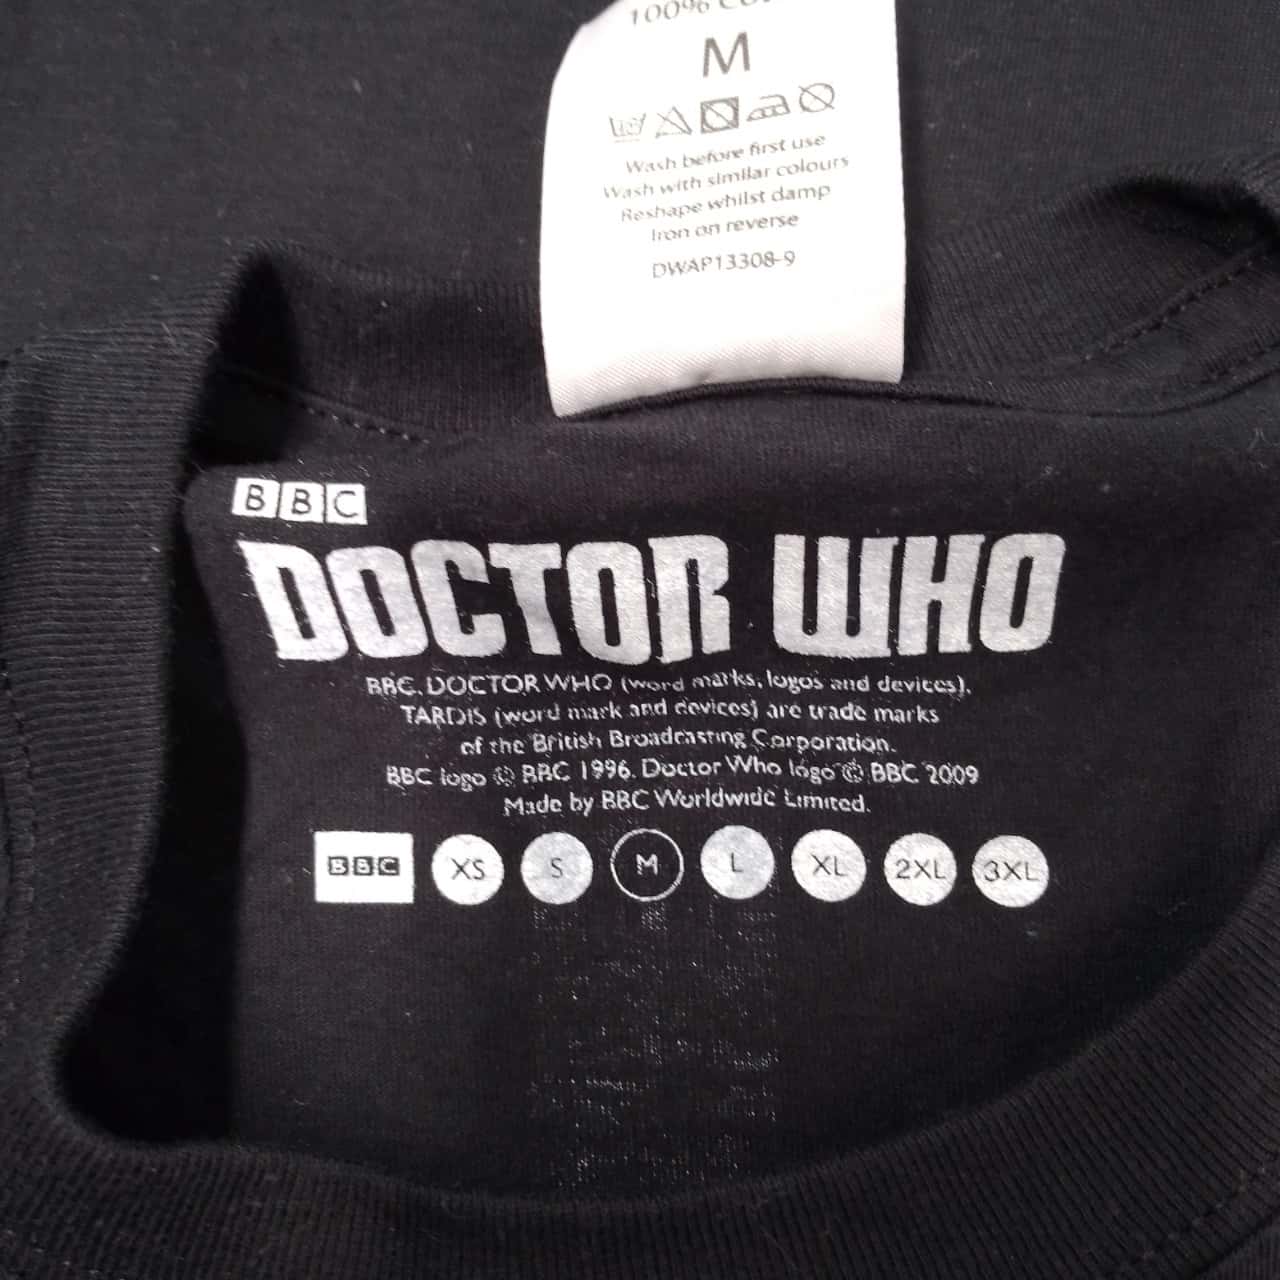 100%
M
Wash before first use
Wash with similar colours
Reshape whilst damp
Iron on reverse
DWAP13308-9
BBC
DOCTOR WHO
BBC, DOCTOR WHO (word marks, logos and devices),
TARDIS (word mark and devices) are trade marks
of the British Broadcasting Corporation.
BBC logo © BBC 1996. Doctor Who logo © BBC 2009
Made by BBC Worldwide Limited.
BBC XS S M L XL 2XL 3XL